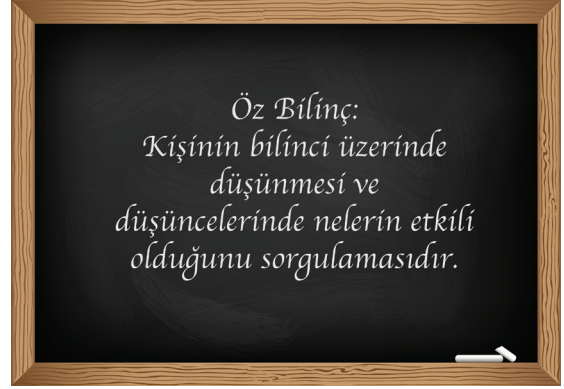 Öz Bilinç:
Kişinin bilinci üzerinde
düşünmesi ve
düşüncelerinde nelerin etkili
olduğunu sorgulamasıdır.